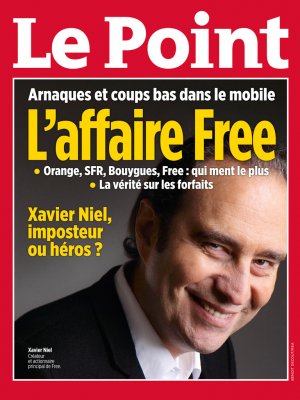 Le Point
Arnaques et coups bas dans le mobile
L'affaire Free
• Orange, SFR, Bouygues, Free : qui ment le plus
• La vérité sur les forfaits
Xavier Niel,
imposteur
ou héros ?
Xavier Niel
Créateur
et actionnaire
principal de Free.